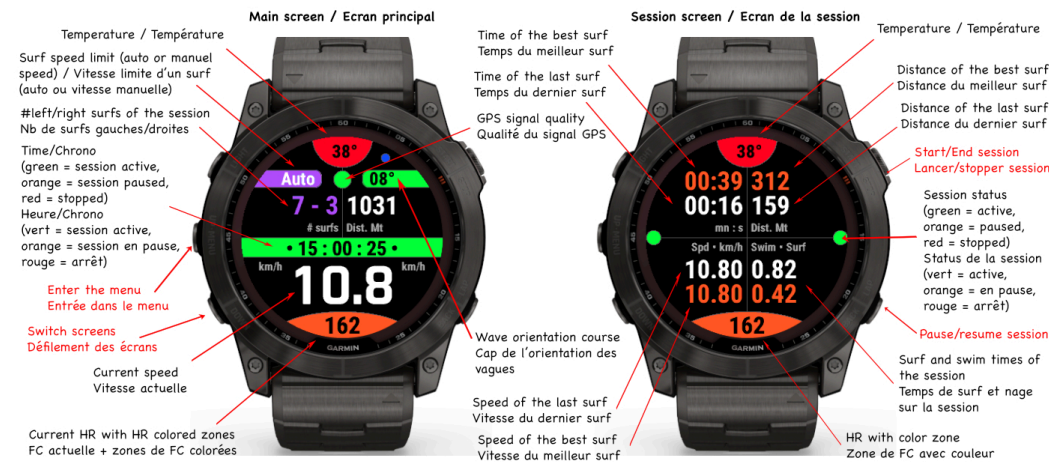 Main screen / Ecran principal
Temperature / Température
Surf speed limit (auto or manuel
speed) / Vitesse limite d'un surf
(auto ou vitesse manuelle)
#left/right surfs of the session
Nb de surfs gauches/droites
Time/Chrono
(green = session active,
orange = session paused,
red = stopped)
Heure/Chrono
(vert = session active,
orange = session en pause,
rouge = arrêt)
Enter the menu
Entrée dans le menu
Switch screens
Défilement des écrans
Current speed
Vitesse actuelle
Current HR with HR colored zones
FC actuelle + zones de FC colorées
38°
Auto
08°
7 - 3
1031
# surfs
Dist. Mt
• 15 : 00 : 25 •
km/h
km/h
10.8
162
GARMIN
Time of the best surf
Temps du meilleur surf
Time of the last surf
Temps du dernier surf
GPS signal quality
Qualité du signal GPS
Wave orientation course
Cap de l'orientation des
vagues
Speed of the last surf
Vitesse du dernier surf
Speed of the best surf
Vitesse du meilleur surf
Session screen / Ecran de la session
38°
00:39 312
00:16 159
mn : s
Dist. Mt
Spd • km/h
Swim • Surf
10.80 0.82
10.80 0.42
162
GARMIN
Temperature / Température
Distance of the best surf
Distance du meilleur surf
Distance of the last surf
Distance du dernier surf
Start/End session
Lancer/stopper session
Session status
(green = active,
orange = paused,
red = stopped)
Status de la session
(vert = active,
orange = en pause,
rouge = arrêt)
Pause/resume session
Surf and swim times of
the session
Temps de surf et nage
sur la session
HR with color zone
Zone de FC avec couleur